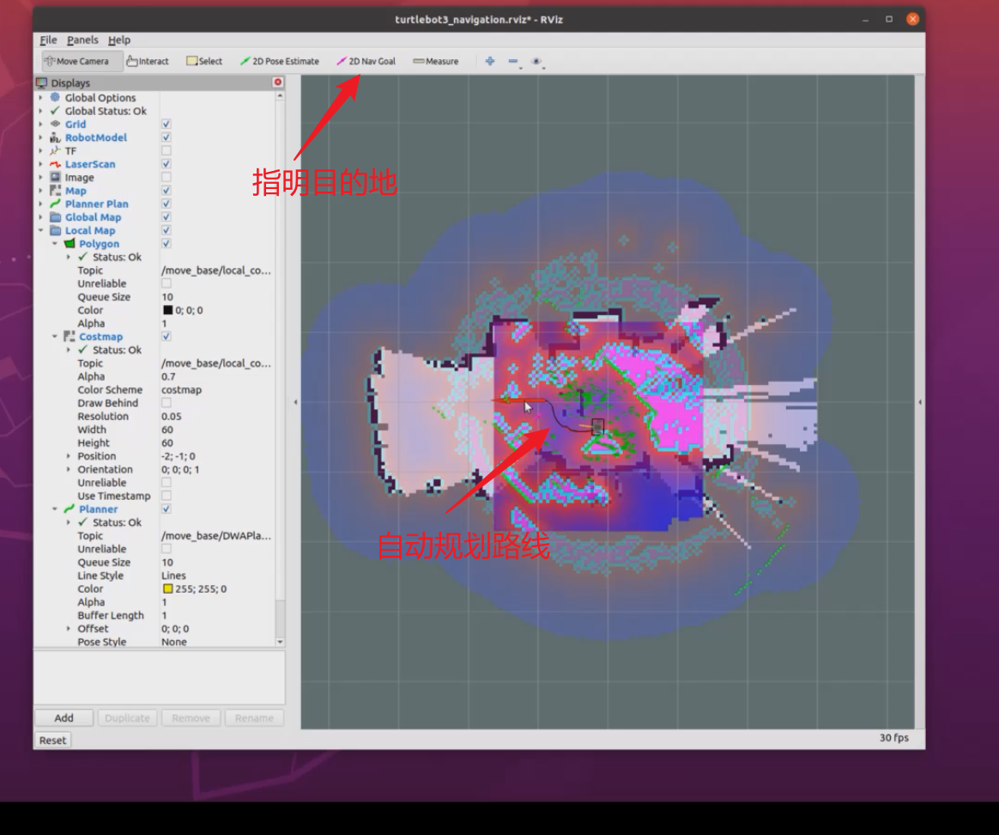 turtlebot3_navigation.rviz* - RViz
File Panels Help
Move Camera Interact Select 2D Pose Estimate 2D Nav Goal Measure
Displays
Global Options
Global Status: Ok
Grid
RobotModel
TF
LaserScan
Image
Map
Planner Plan
Global Map
Local Map
Polygon
Status: Ok
Topic /move_base/local_co...
Unreliable
Queue Size 10
Color 0; 0; 0
Alpha 1
Costmap
Status: Ok
Topic /move_base/local_co...
Alpha 0.7
Color Scheme costmap
Draw Behind
Resolution 0.05
Width 60
Height 60
Position -2; -1; 0
Orientation 0; 0; 0; 1
Unreliable
Use Timestamp
Planner
Status: Ok
Topic /move_base/DWAPla...
Unreliable
Queue Size 10
Line Style Lines
Color 255; 255; 0
Alpha 1
Buffer Length 1
Offset 0; 0; 0
Pose Style None
Add Duplicate Remove Rename
Reset
指明目的地
自动规划路线
30 fps